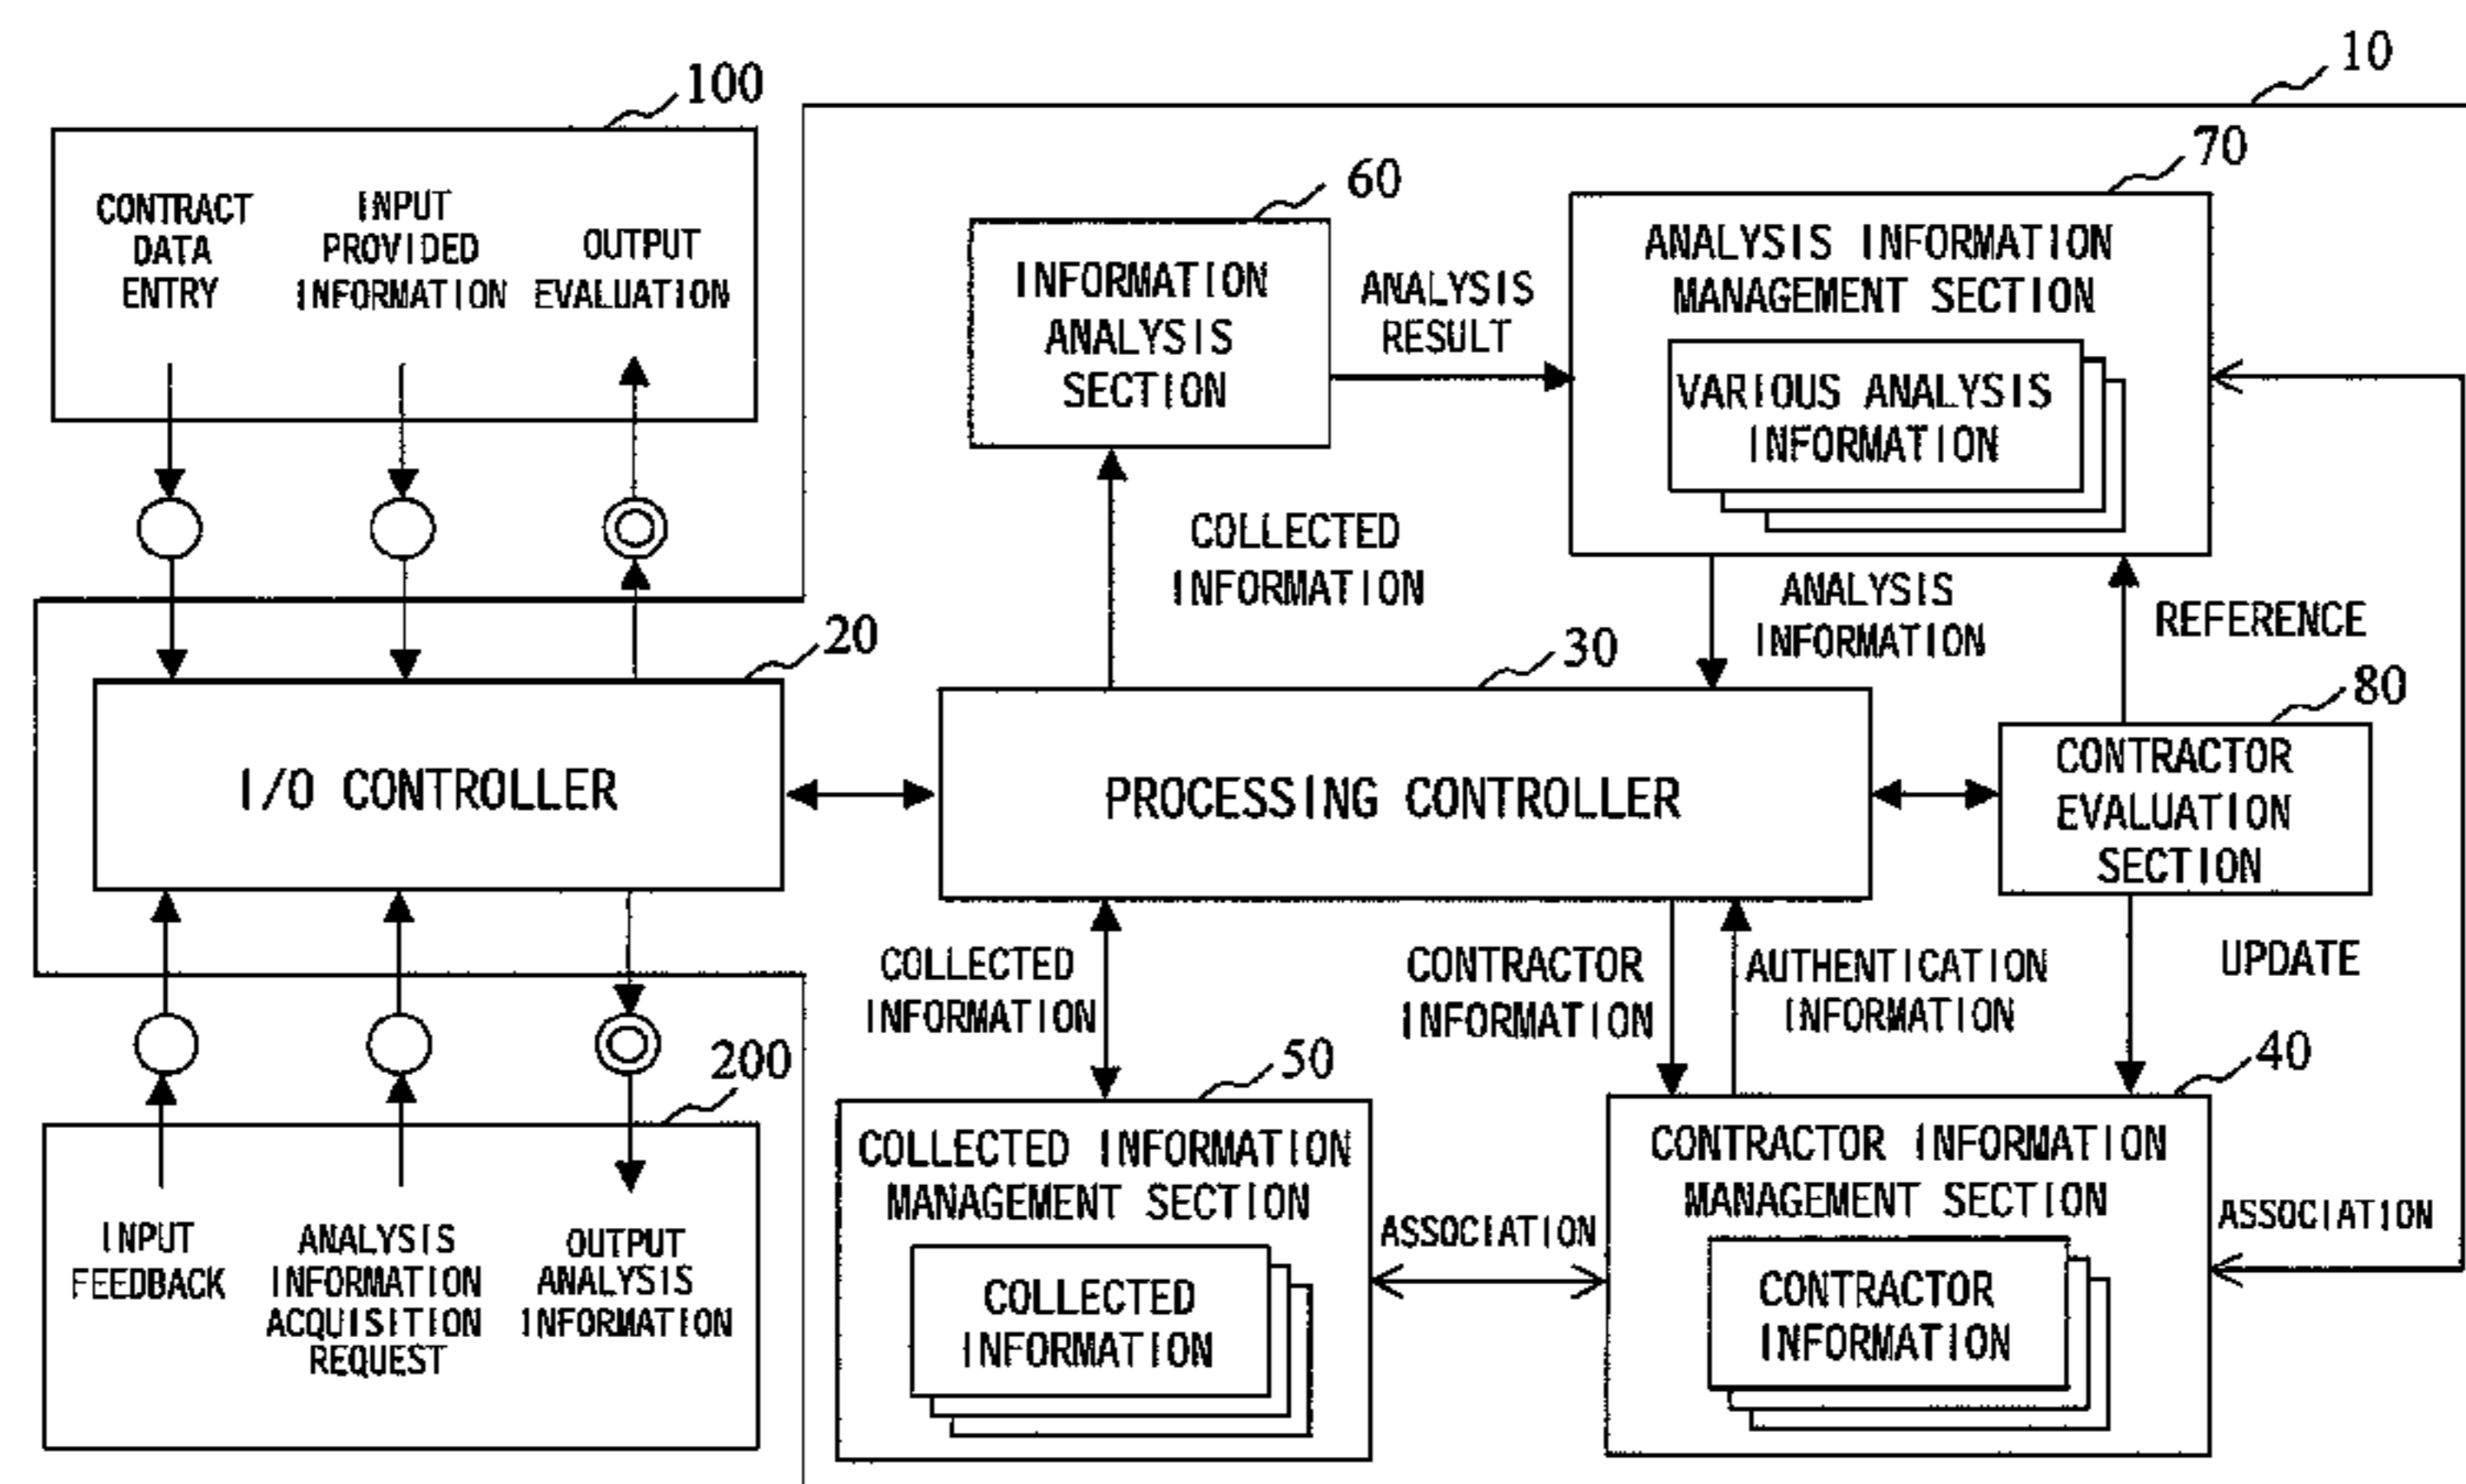 10
100
CONTRACT
DATA
ENTRY
INPUT
PROVIDED
INFORMATION
OUTPUT
EVALUATION
60
INFORMATION
ANALYSIS
SECTION
ANALYSIS
RESULT
70
ANALYSIS INFORMATION
MANAGEMENT SECTION
VARIOUS ANALYSIS
INFORMATION
COLLECTED
INFORMATION
ANALYSIS
INFORMATION
REFERENCE
20
I/O CONTROLLER
30
PROCESSING CONTROLLER
80
CONTRACTOR
EVALUATION
SECTION
COLLECTED
INFORMATION
CONTRACTOR
INFORMATION
AUTHENTICATION
INFORMATION
UPDATE
200
INPUT
FEEDBACK
ANALYSIS
INFORMATION
ACQUISITION
REQUEST
OUTPUT
ANALYSIS
INFORMATION
50
COLLECTED INFORMATION
MANAGEMENT SECTION
COLLECTED
INFORMATION
ASSOCIATION
40
CONTRACTOR INFORMATION
MANAGEMENT SECTION
CONTRACTOR
INFORMATION
ASSOCIATION